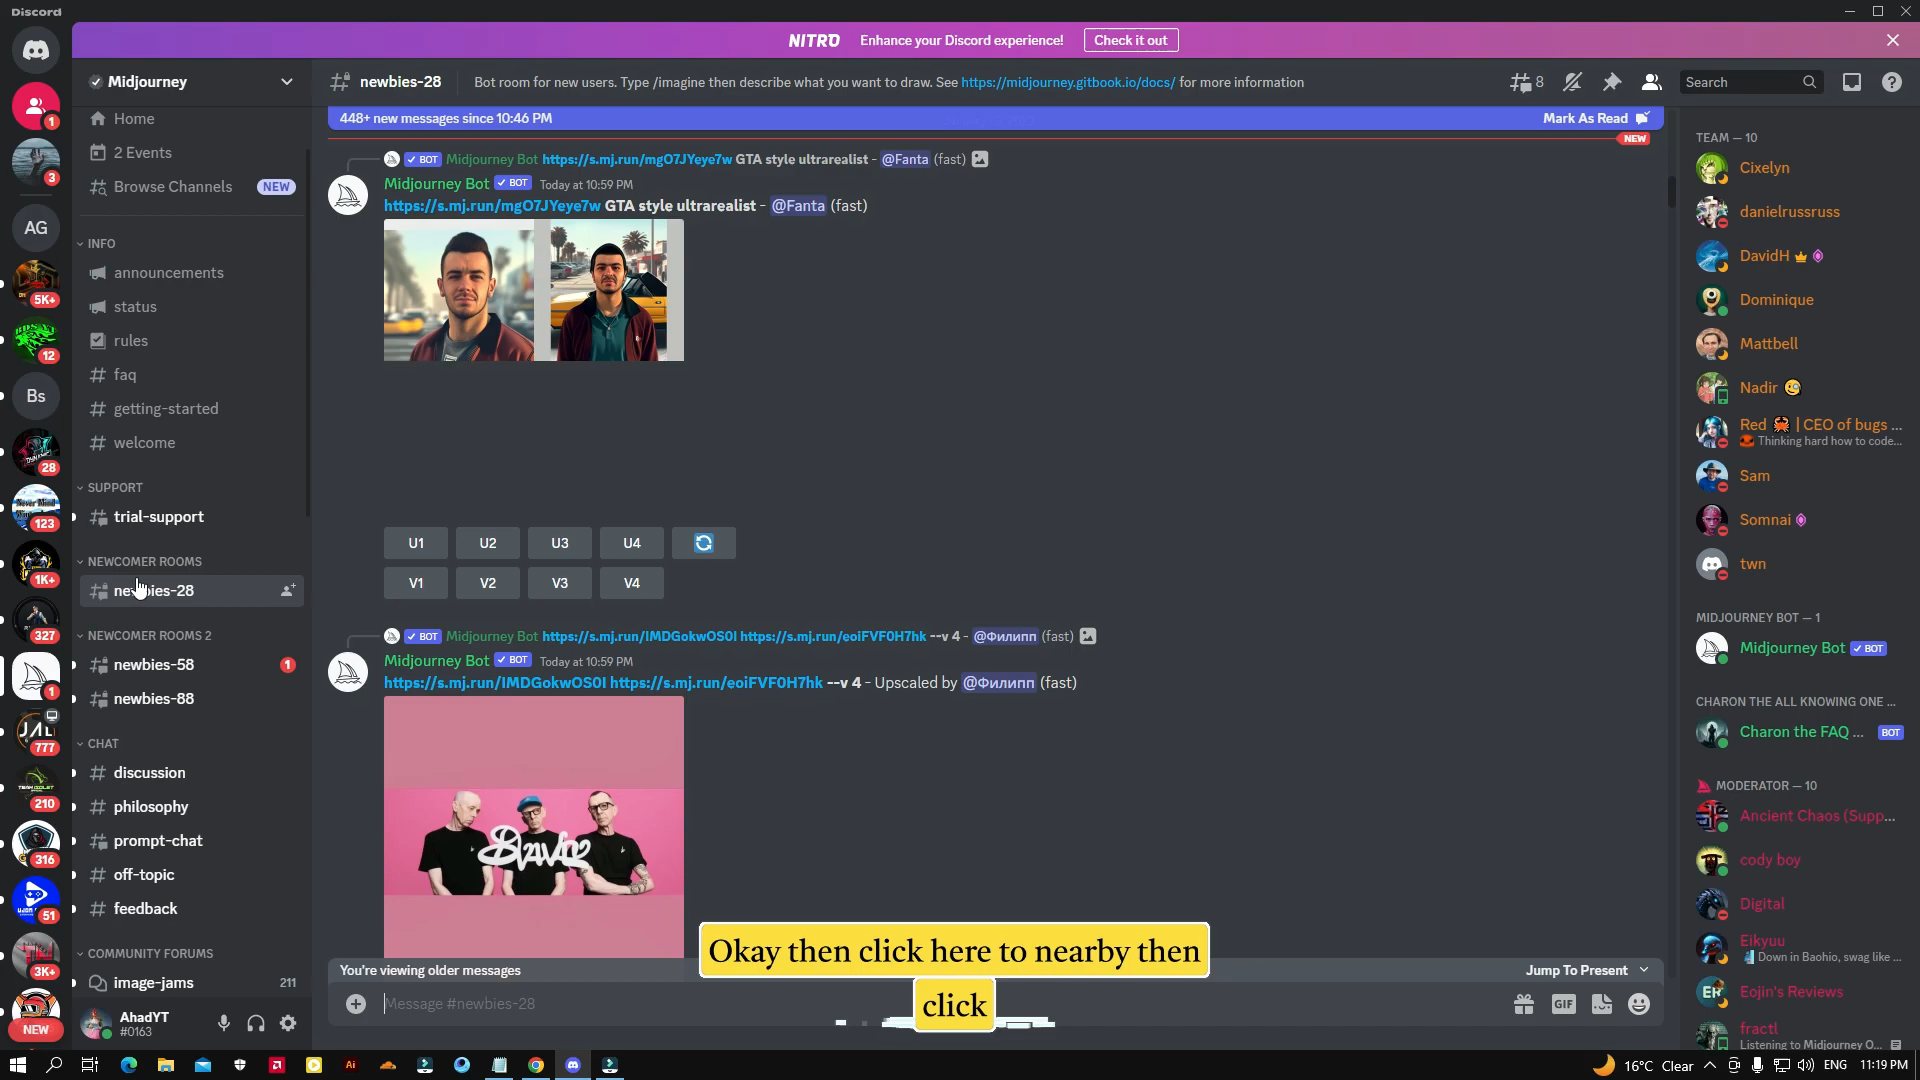 Discord
NITRO Enhance your Discord experience! Check it out
Midjourney
newbies-28
Bot room for new users. Type /imagine then describe what you want to draw. See https://midjourney.gitbook.io/docs/ for more information
8
Search
1
3
AG
5K+
12
Bs
28
123
1K+
327
1
JALI
777
210
316
51
3K+
NEW
Home
2 Events
Browse Channels NEW
INFO
announcements
status
rules
faq
getting-started
welcome
SUPPORT
trial-support
NEWCOMER ROOMS
newbies-28
NEWCOMER ROOMS 2
newbies-58 1
newbies-88
CHAT
discussion
philosophy
prompt-chat
off-topic
feedback
COMMUNITY FORUMS
image-jams 211
AhadYT
#0163
448+ new messages since 10:46 PM
Mark As Read
NEW
BOT Midjourney Bot https://s.mj.run/mgO7JYeye7w GTA style ultrarealist - @Fanta (fast)
Midjourney Bot BOT Today at 10:59 PM
https://s.mj.run/mgO7JYeye7w GTA style ultrarealist - @Fanta (fast)
U1 U2 U3 U4
V1 V2 V3 V4
BOT Midjourney Bot https://s.mj.run/IMDGokwOS0I https://s.mj.run/eoiFVF0H7hk --v 4 - @Филипп (fast)
Midjourney Bot BOT Today at 10:59 PM
https://s.mj.run/IMDGokwOS0I https://s.mj.run/eoiFVF0H7hk --v 4 - Upscaled by @Филипп (fast)
Okay then click here to nearby then
click
You're viewing older messages
Jump To Present
Message #newbies-28
GIF
TEAM — 10
Cixelyn
danielrussruss
DavidH
Dominique
Mattbell
Nadir
Red | CEO of bugs ...
Thinking hard how to code...
Sam
Somnai
twn
MIDJOURNEY BOT — 1
Midjourney Bot BOT
CHARON THE ALL KNOWING ONE ...
Charon the FAQ ... BOT
MODERATOR — 10
Ancient Chaos (Supp...
cody boy
Digital
Eikyuu
Down in Baohio, swag like ...
Eojin's Reviews
fractl
Listening to Midjourney O...
Ai
16°C Clear
ENG
11:19 PM